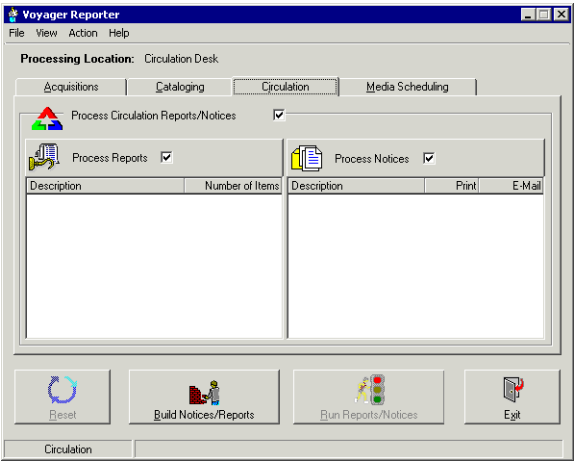 Voyager Reporter
File View Action Help
Processing Location: Circulation Desk
Acquisitions Cataloging Circulation Media Scheduling
Process Circulation Reports/Notices
Process Reports Process Notices
Description Number of Items Description Print E-Mail
Reset Build Notices/Reports Run Reports/Notices Exit
Circulation